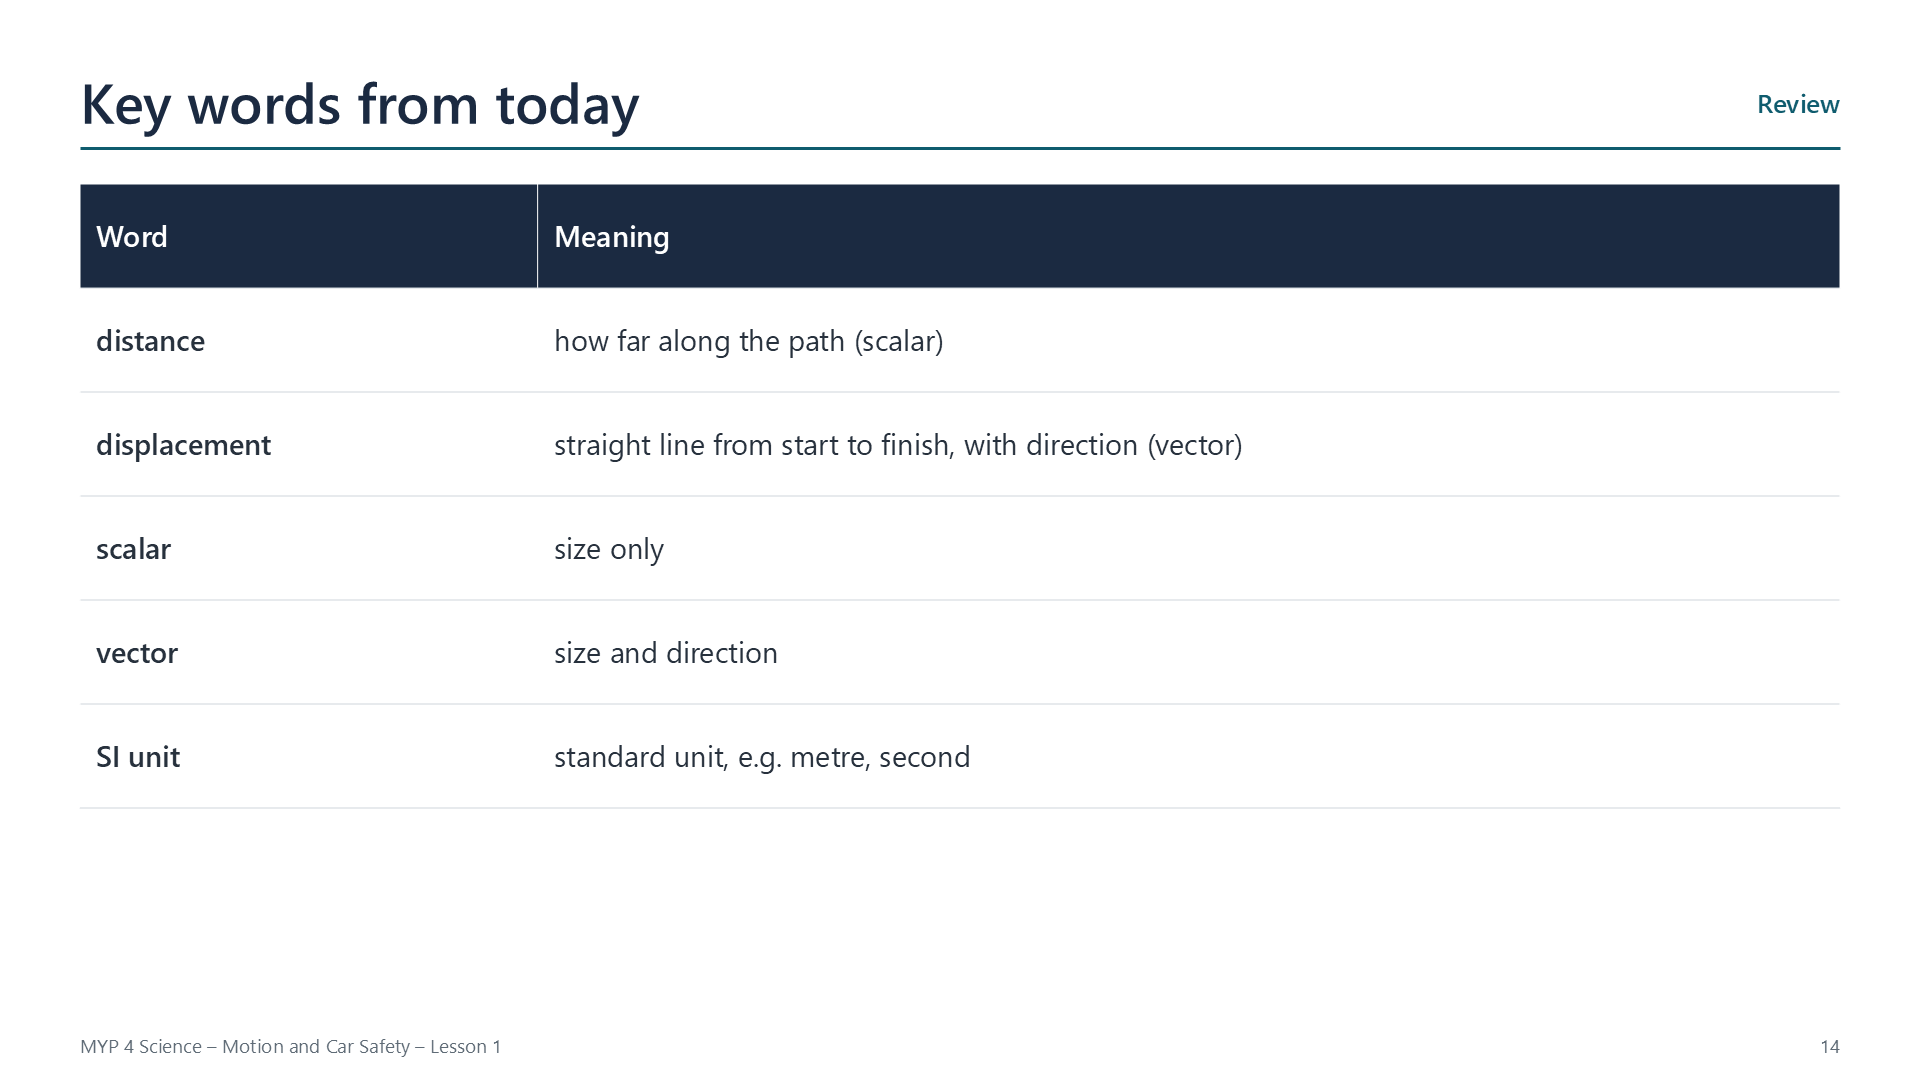 Key words from today
Review
Word Meaning
distance how far along the path (scalar)
displacement straight line from start to finish, with direction (vector)
scalar size only
vector size and direction
SI unit standard unit, e.g. metre, second
MYP 4 Science – Motion and Car Safety – Lesson 1
14